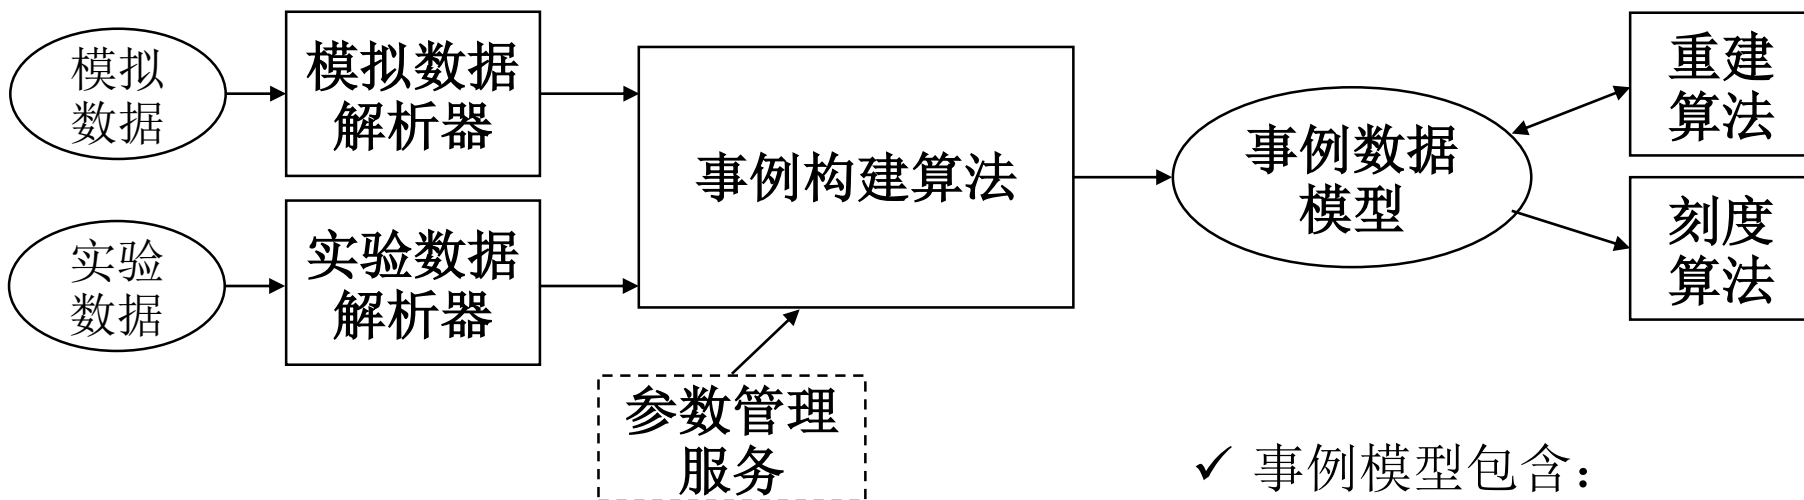 模拟
数据
模拟数据
解析器
实验
数据
实验数据
解析器
事例构建算法
参数管理
服务
事例数据
模型
重建
算法
刻度
算法
✓ 事例模型包含：